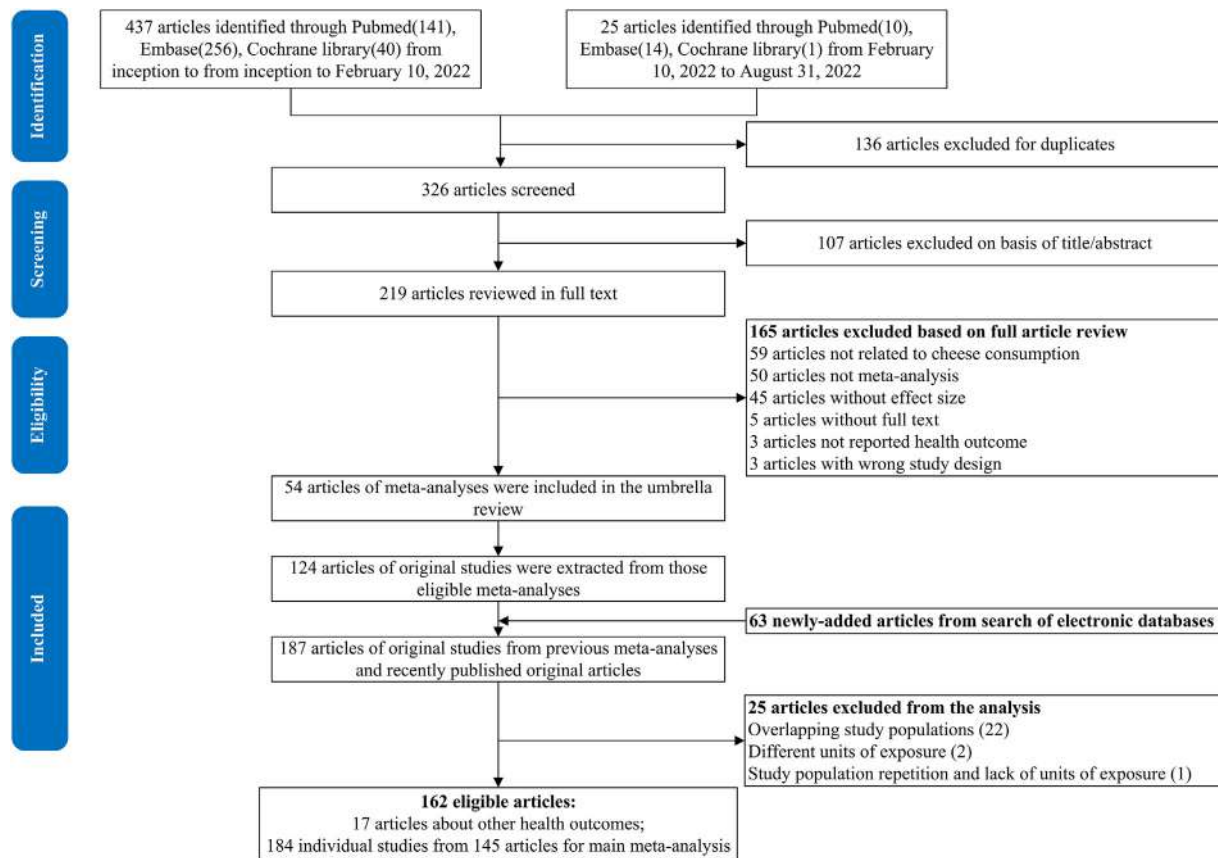 Identification
437 articles identified through Pubmed(141),
Embase(256), Cochrane library(40) from
inception to from inception to February 10, 2022
25 articles identified through Pubmed(10),
Embase(14), Cochrane library(1) from February
10, 2022 to August 31, 2022
136 articles excluded for duplicates
Screening
326 articles screened
107 articles excluded on basis of title/abstract
219 articles reviewed in full text
Eligibility
165 articles excluded based on full article review
59 articles not related to cheese consumption
50 articles not meta-analysis
45 articles without effect size
5 articles without full text
3 articles not reported health outcome
3 articles with wrong study design
54 articles of meta-analyses were included in the umbrella
review
Included
124 articles of original studies were extracted from those
eligible meta-analyses
63 newly-added articles from search of electronic databases
187 articles of original studies from previous meta-analyses
and recently published original articles
25 articles excluded from the analysis
Overlapping study populations (22)
Different units of exposure (2)
Study population repetition and lack of units of exposure (1)
162 eligible articles:
17 articles about other health outcomes;
184 individual studies from 145 articles for main meta-analysis